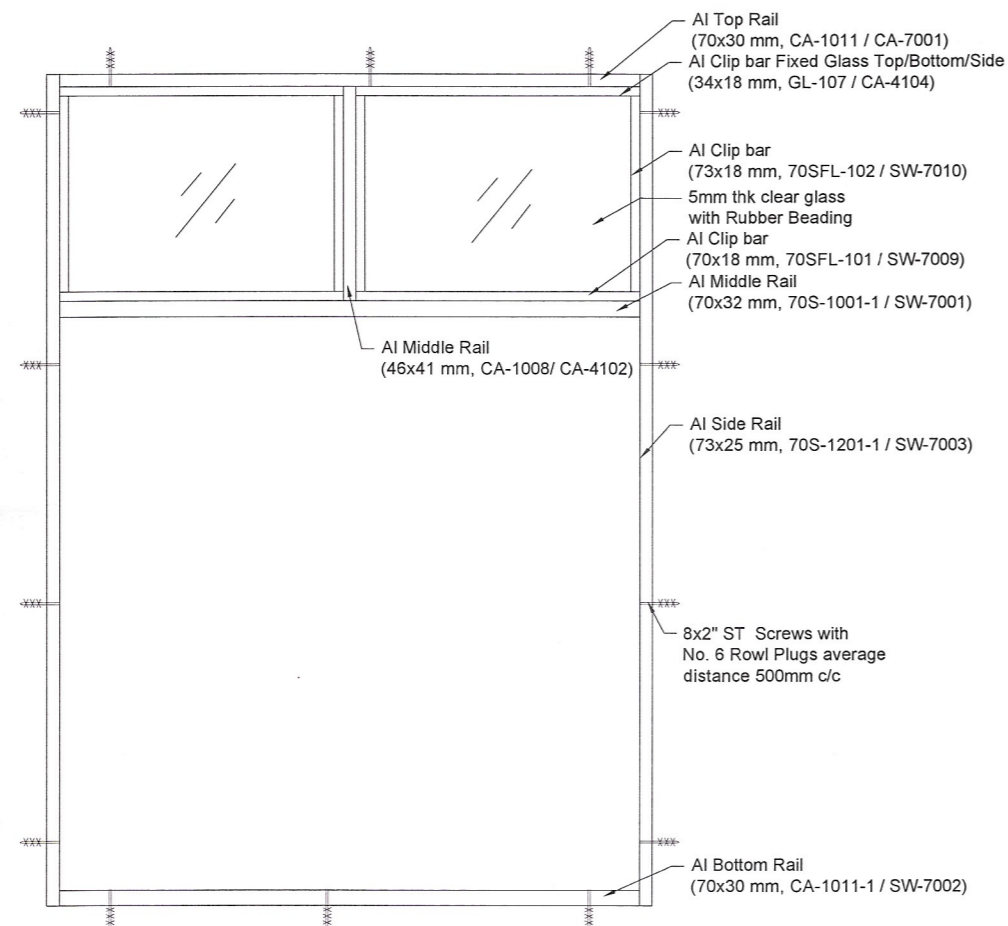 Al Top Rail
(70x30 mm, CA-1011 / CA-7001)
Al Clip bar Fixed Glass Top/Bottom/Side
(34x18 mm, GL-107 / CA-4104)
Al Clip bar
(73x18 mm, 70SFL-102 / SW-7010)
5mm thk clear glass
with Rubber Beading
Al Clip bar
(70x18 mm, 70SFL-101 / SW-7009)
Al Middle Rail
(70x32 mm, 70S-1001-1 / SW-7001)
Al Middle Rail
(46x41 mm, CA-1008/ CA-4102)
Al Side Rail
(73x25 mm, 70S-1201-1 / SW-7003)
8x2" ST Screws with
No. 6 Rowl Plugs average
distance 500mm c/c
Al Bottom Rail
(70x30 mm, CA-1011-1 / SW-7002)